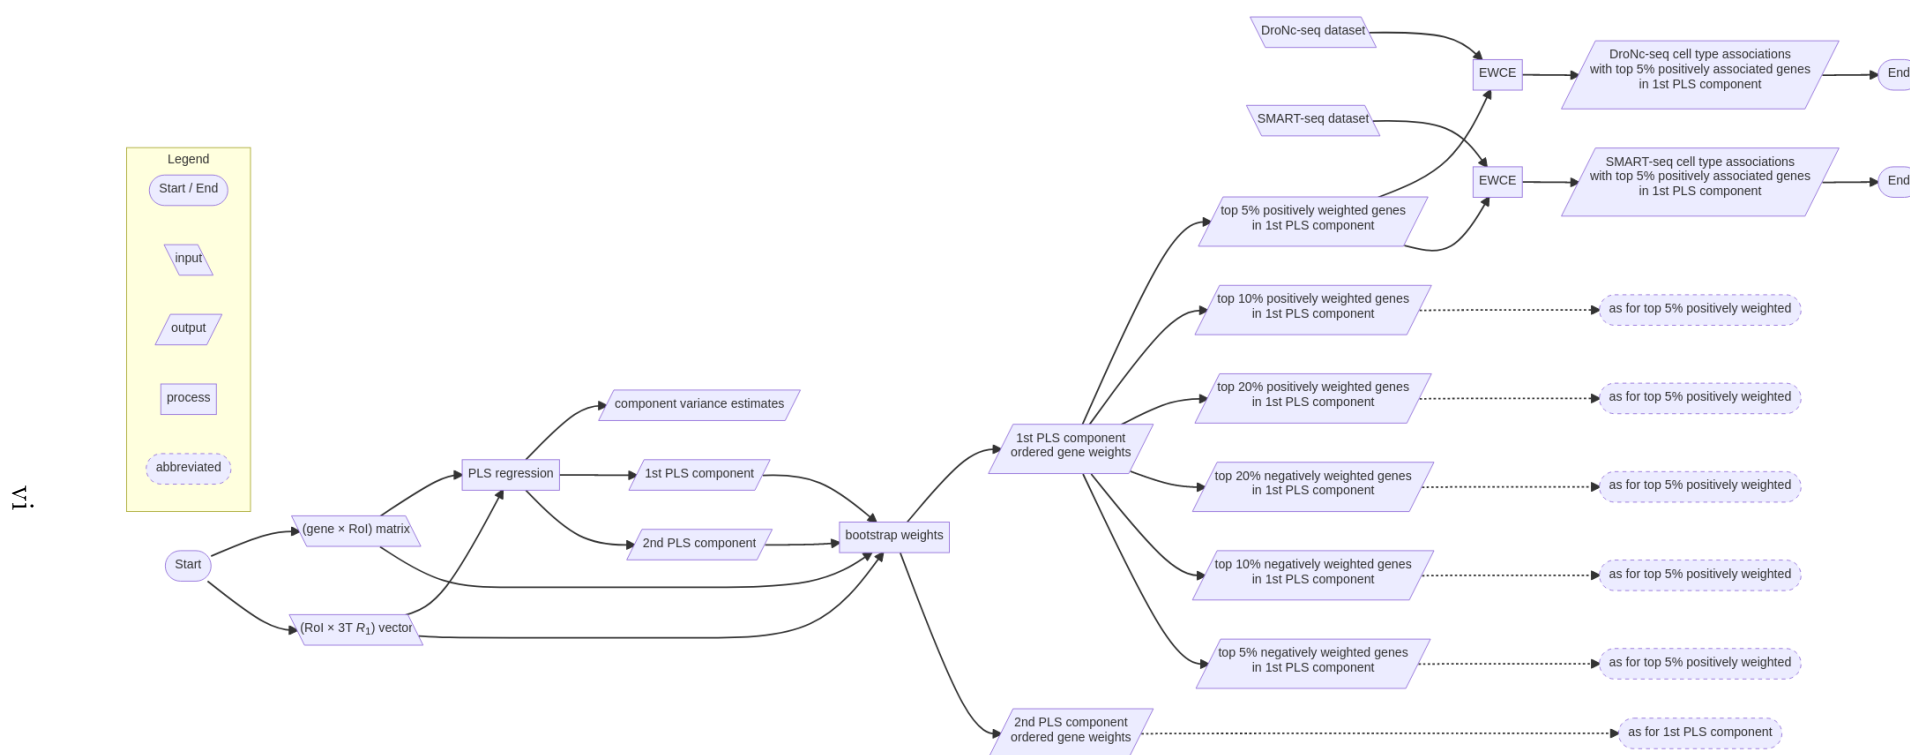 vi
Legend
Start / End
input
output
process
abbreviated
Start
(gene × RoI) matrix
(RoI × 3T R₁) vector
PLS regression
component variance estimates
1st PLS component
2nd PLS component
bootstrap weights
1st PLS component
ordered gene weights
2nd PLS component
ordered gene weights
DroNc-seq dataset
SMART-seq dataset
EWCE
EWCE
DroNc-seq cell type associations
with top 5% positively associated genes
in 1st PLS component
End
SMART-seq cell type associations
with top 5% positively associated genes
in 1st PLS component
End
top 5% positively weighted genes
in 1st PLS component
top 10% positively weighted genes
in 1st PLS component
as for top 5% positively weighted
top 20% positively weighted genes
in 1st PLS component
as for top 5% positively weighted
top 20% negatively weighted genes
in 1st PLS component
as for top 5% positively weighted
top 10% negatively weighted genes
in 1st PLS component
as for top 5% positively weighted
top 5% negatively weighted genes
in 1st PLS component
as for top 5% positively weighted
as for 1st PLS component